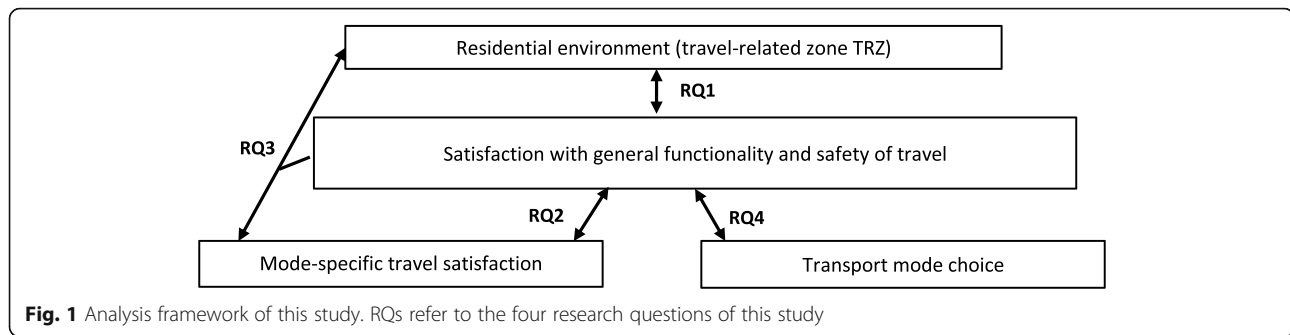 Residential environment (travel-related zone TRZ)
RQ1
Satisfaction with general functionality and safety of travel
RQ3
RQ2
RQ4
Mode-specific travel satisfaction
Transport mode choice
Fig. 1 Analysis framework of this study. RQs refer to the four research questions of this study